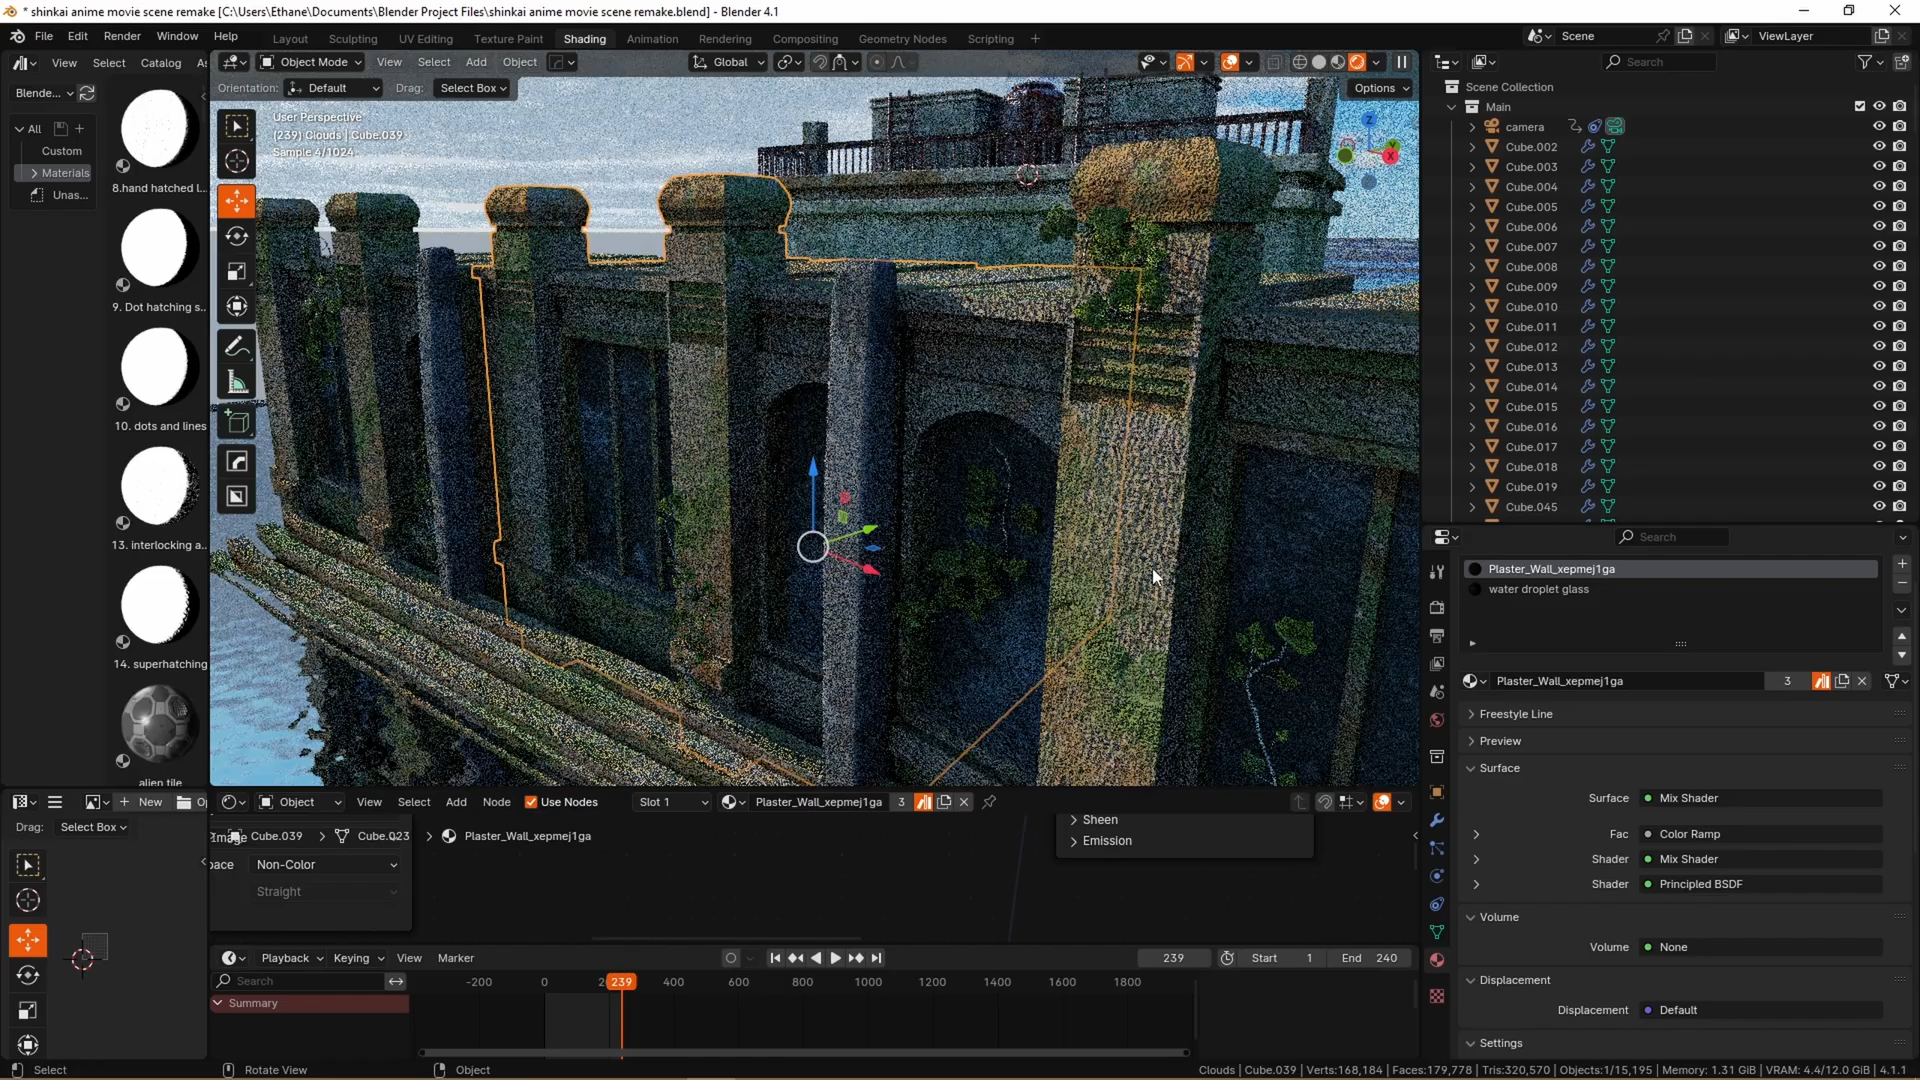 * shinkai anime movie scene remake [C:\Users\Ethane\Documents\Blender Project Files\shinkai anime movie scene remake.blend] - Blender 4.1
File Edit Render Window Help
Layout Sculpting UV Editing Texture Paint Shading Animation Rendering Compositing Geometry Nodes Scripting +
Scene
ViewLayer
View Select Catalog As
Object Mode View Select Add Object
Global
Search
Blende...
Orientation: Default Drag: Select Box
Options
All
Custom
Materials
Unas...
8.hand hatched l...
9. Dot hatching s...
10. dots and lines
13. interlocking a...
14. superhatching
alien tile
User Perspective
(239) Clouds | Cube.039
Sample 4/1024
Z
Y
X
Scene Collection
Main
camera
Cube.002
Cube.003
Cube.004
Cube.005
Cube.006
Cube.007
Cube.008
Cube.009
Cube.010
Cube.011
Cube.012
Cube.013
Cube.014
Cube.015
Cube.016
Cube.017
Cube.018
Cube.019
Cube.045
Search
Plaster_Wall_xepmej1ga
water droplet glass
Plaster_Wall_xepmej1ga 3
Freestyle Line
Preview
Surface
Surface Mix Shader
Fac Color Ramp
Shader Mix Shader
Shader Principled BSDF
Volume
Volume None
Displacement
Displacement Default
Settings
New Op
Drag: Select Box
Object View Select Add Node Use Nodes Slot 1 Plaster_Wall_xepmej1ga 3
Image Cube.039 Cube.023 Plaster_Wall_xepmej1ga
pace Non-Color
Straight
Sheen
Emission
Playback Keying View Marker
239 Start 1 End 240
Search
-200 0 2 239 400 600 800 1000 1200 1400 1600 1800
Summary
Select Rotate View Object
Clouds | Cube.039 | Verts:168,184 | Faces:179,778 | Tris:320,570 | Objects:1/15,195 | Memory: 1.31 GiB | VRAM: 4.4/12.0 GiB | 4.1.1